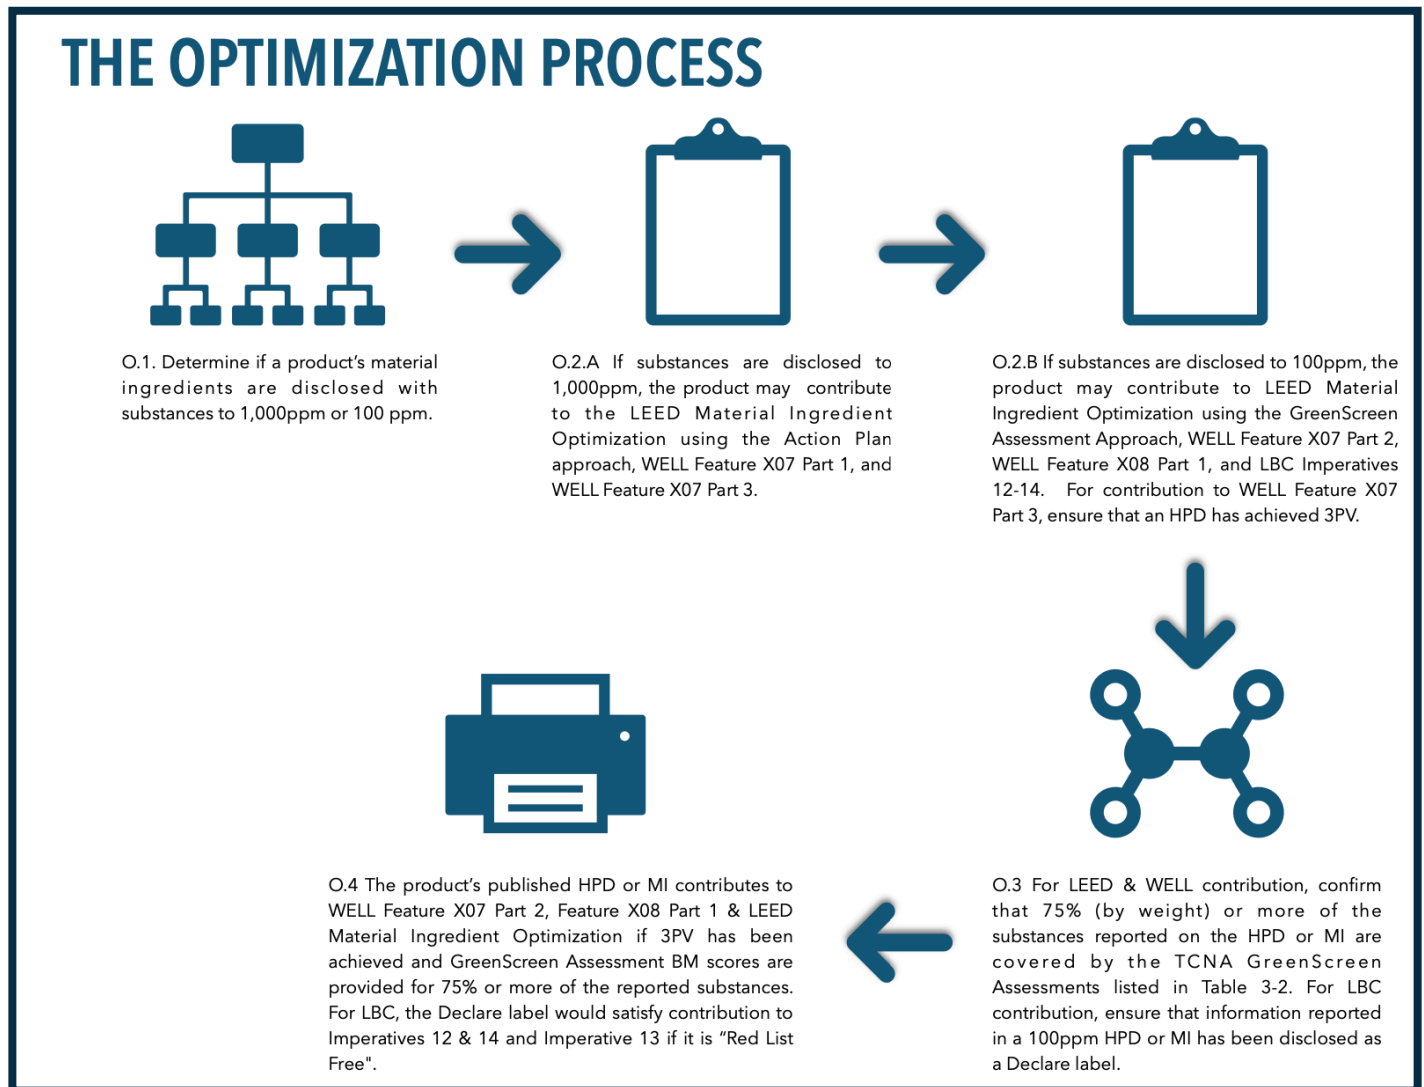 THE OPTIMIZATION PROCESS
O.1. Determine if a product's material
ingredients are disclosed with
substances to 1,000ppm or 100 ppm.
O.2.A If substances are disclosed to
1,000ppm, the product may contribute
to the LEED Material Ingredient
Optimization using the Action Plan
approach, WELL Feature X07 Part 1, and
WELL Feature X07 Part 3.
O.2.B If substances are disclosed to 100ppm, the
product may contribute to LEED Material
Ingredient Optimization using the GreenScreen
Assessment Approach, WELL Feature X07 Part 2,
WELL Feature X08 Part 1, and LBC Imperatives
12-14. For contribution to WELL Feature X07
Part 3, ensure that an HPD has achieved 3PV.
O.3 For LEED & WELL contribution, confirm
that 75% (by weight) or more of the
substances reported on the HPD or MI are
covered by the TCNA GreenScreen
Assessments listed in Table 3-2. For LBC
contribution, ensure that information reported
in a 100ppm HPD or MI has been disclosed as
a Declare label.
O.4 The product's published HPD or MI contributes to
WELL Feature X07 Part 2, Feature X08 Part 1 & LEED
Material Ingredient Optimization if 3PV has been
achieved and GreenScreen Assessment BM scores are
provided for 75% or more of the reported substances.
For LBC, the Declare label would satisfy contribution to
Imperatives 12 & 14 and Imperative 13 if it is "Red List
Free".